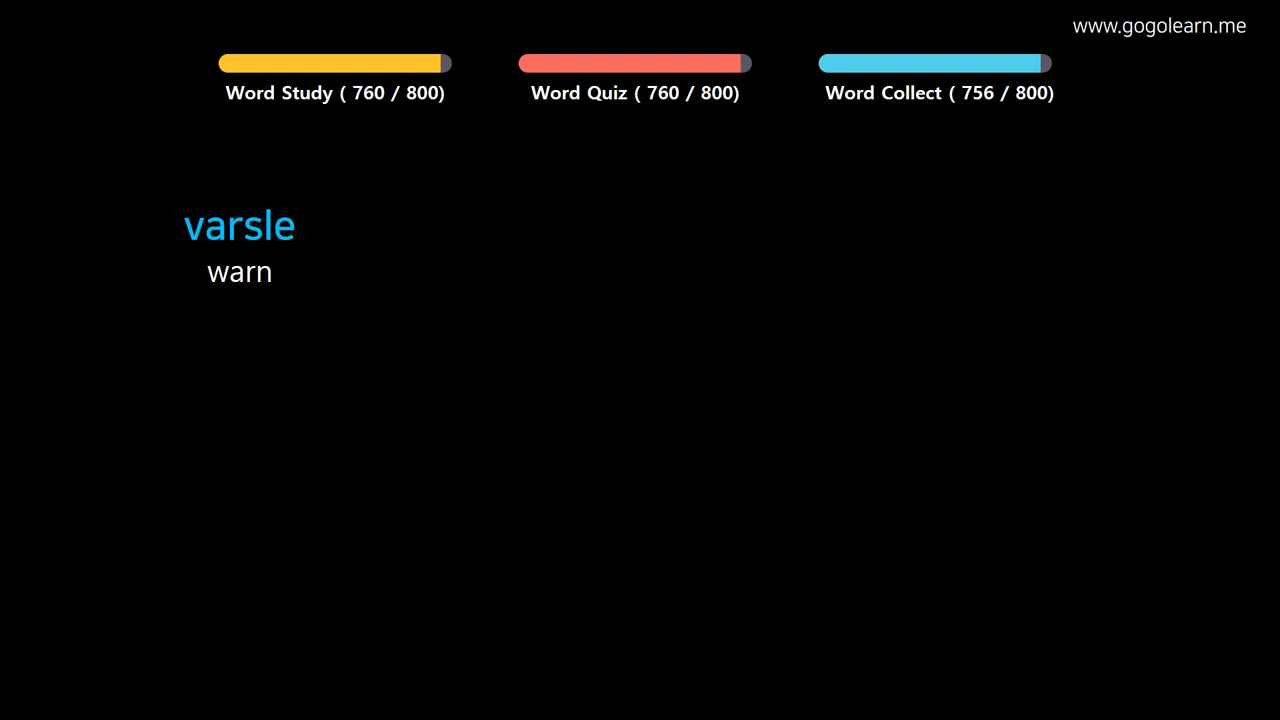 www.gogolearn.me
Word Study ( 760 / 800)
Word Quiz ( 760 / 800)
Word Collect ( 756 / 800)
varsle
warn